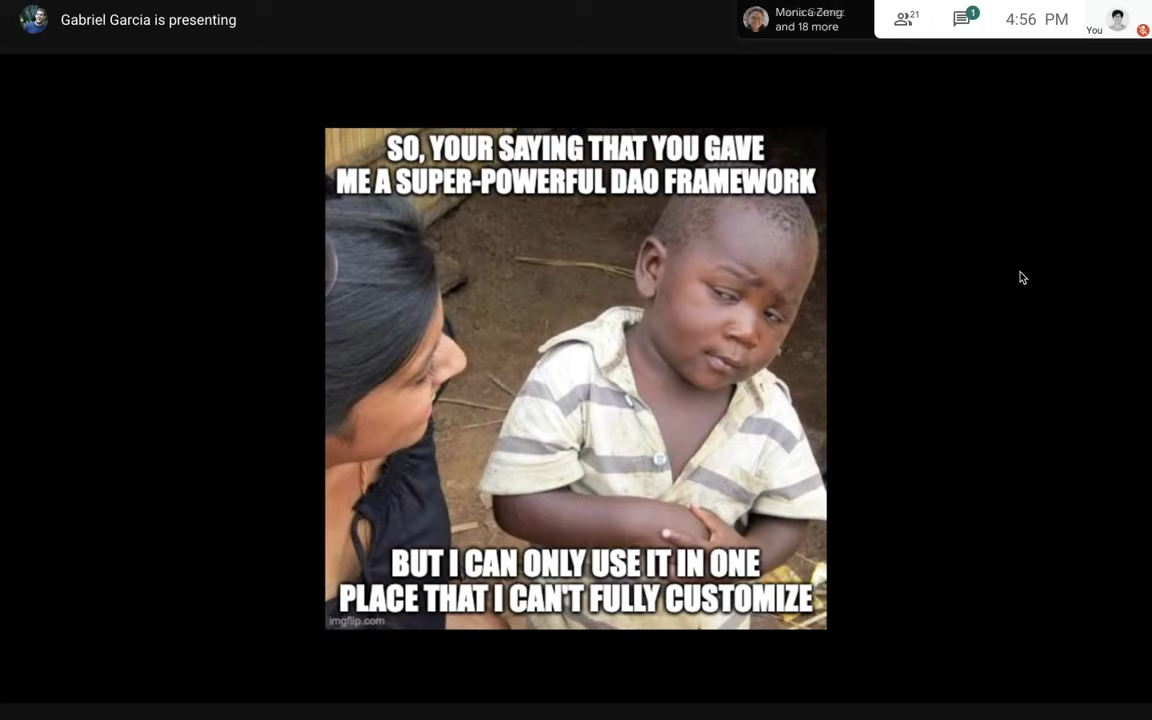 Gabriel Garcia is presenting
and 18 more
21
1
4:56 PM
You
SO, YOUR SAYING THAT YOU GAVE
ME A SUPER-POWERFUL DAO FRAMEWORK
BUT I CAN ONLY USE IT IN ONE
PLACE THAT I CAN'T FULLY CUSTOMIZE
imgflip.com